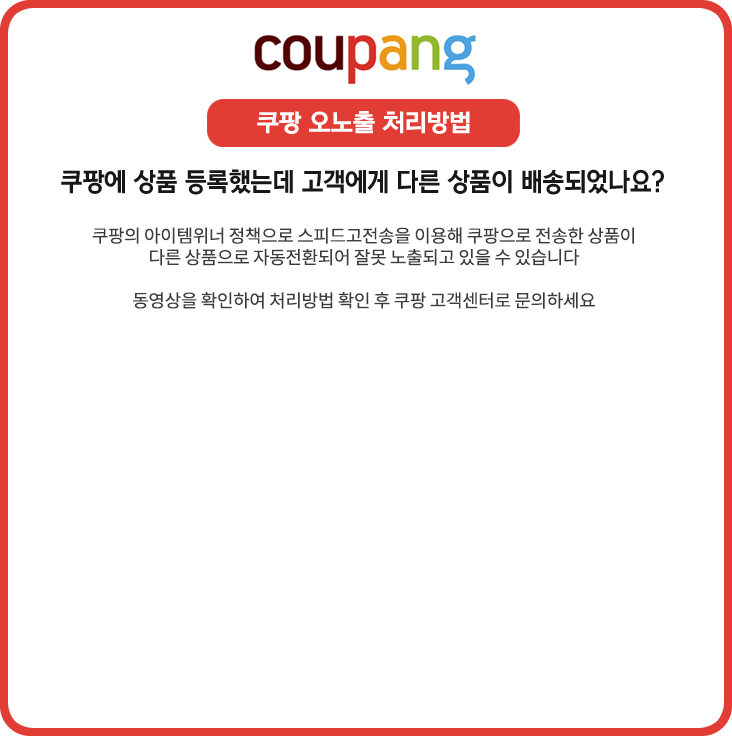 coupang
쿠팡 오노출 처리방법
쿠팡에 상품 등록했는데 고객에게 다른 상품이 배송되었나요?
쿠팡의 아이템위너 정책으로 스피드고전송을 이용해 쿠팡으로 전송한 상품이
다른 상품으로 자동전환되어 잘못 노출되고 있을 수 있습니다
동영상을 확인하여 처리방법 확인 후 쿠팡 고객센터로 문의하세요